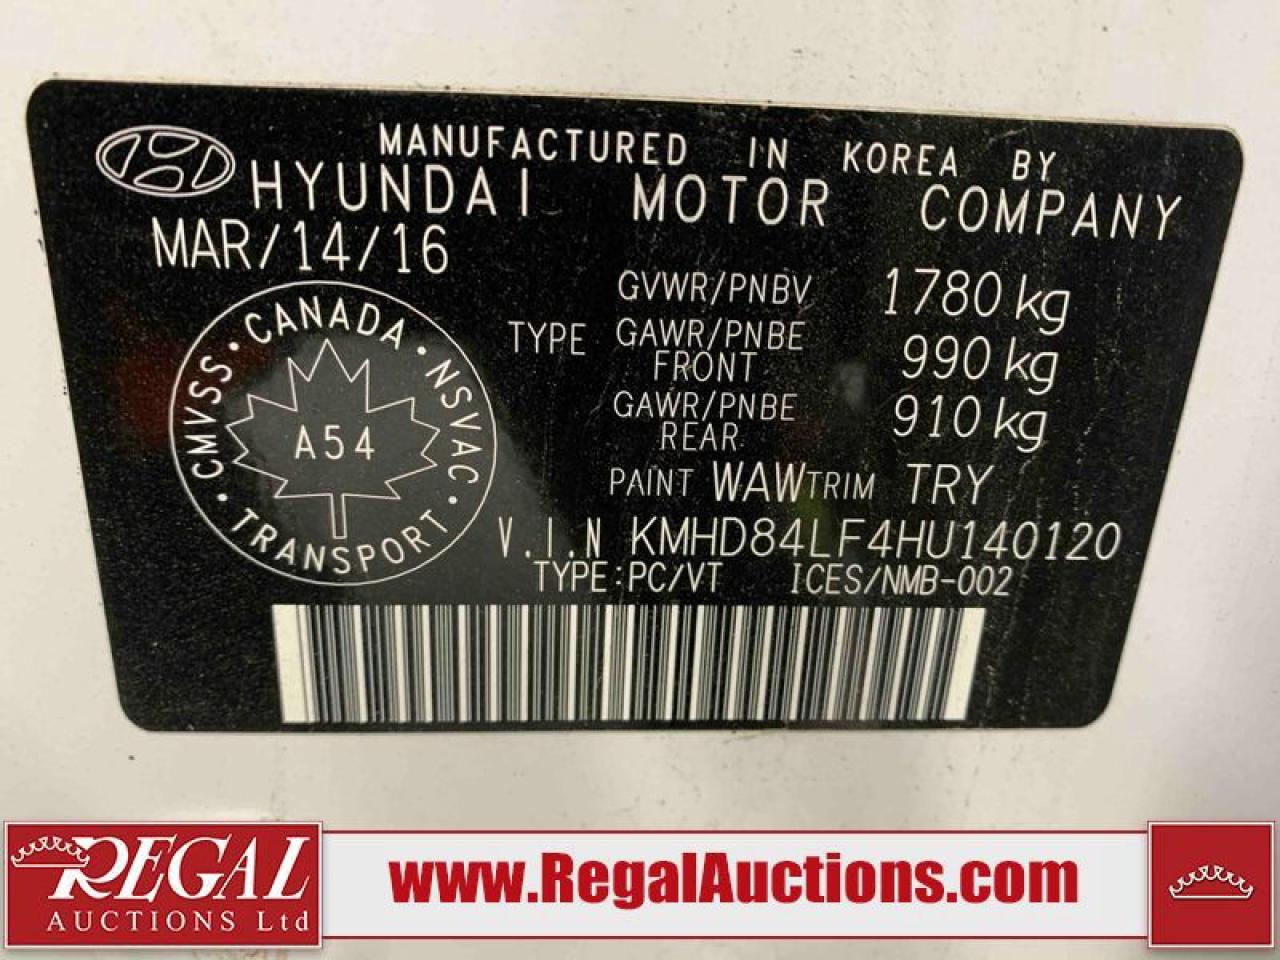 MANUFACTURED IN KOREA BY
HYUNDAI MOTOR COMPANY
MAR/14/16
GVWR/PNBV 1780 kg
TYPE GAWR/PNBE FRONT 990 kg
GAWR/PNBE REAR 910 kg
PAINT WAW TRIM TRY
V.I.N KMHD84LF4HU140120
TYPE:PC/VT ICES/NMB-002
CMVSS · CANADA · NSVAC · TRANSPORT ·
A54
REGAL
AUCTIONS Ltd
www.RegalAuctions.com